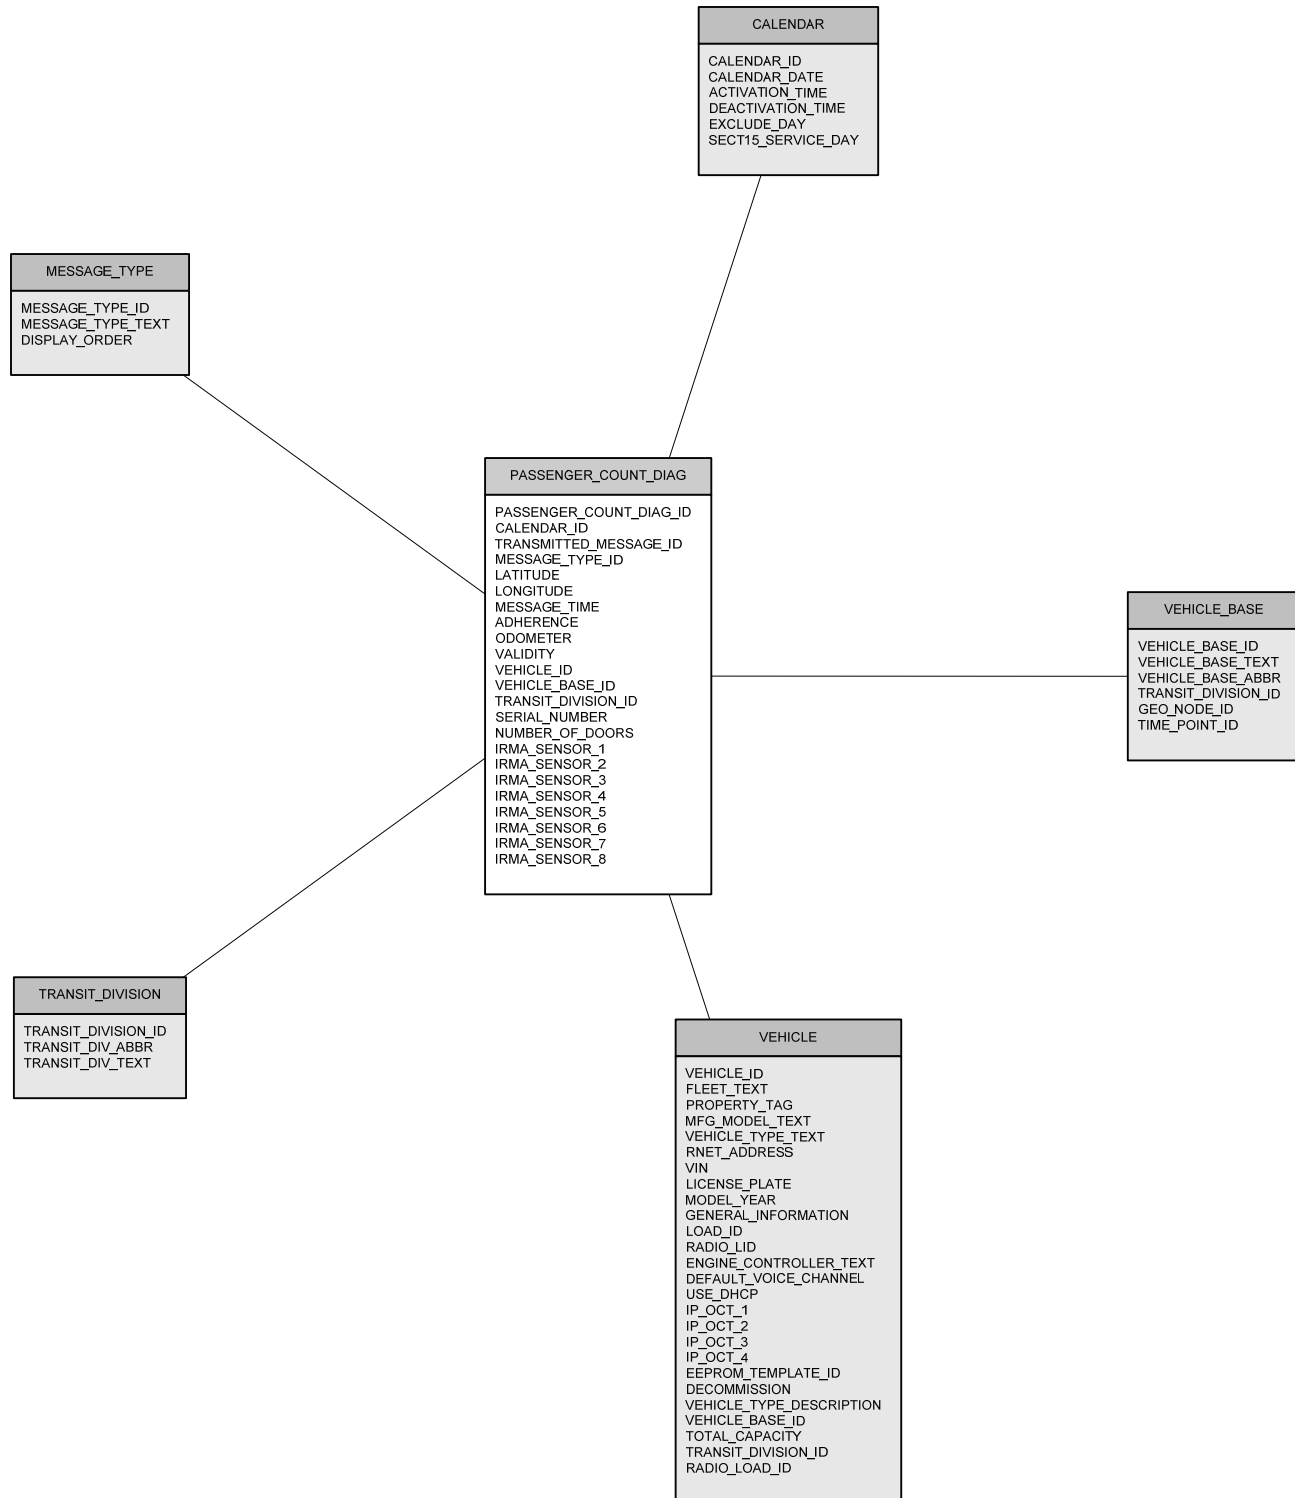 CALENDAR
CALENDAR_ID
CALENDAR_DATE
ACTIVATION_TIME
DEACTIVATION_TIME
EXCLUDE_DAY
SECT15_SERVICE_DAY
MESSAGE_TYPE
MESSAGE_TYPE_ID
MESSAGE_TYPE_TEXT
DISPLAY_ORDER
PASSENGER_COUNT_DIAG
PASSENGER_COUNT_DIAG_ID
CALENDAR_ID
TRANSMITTED_MESSAGE_ID
MESSAGE_TYPE_ID
LATITUDE
LONGITUDE
MESSAGE_TIME
ADHERENCE
ODOMETER
VALIDITY
VEHICLE_ID
VEHICLE_BASE_ID
TRANSIT_DIVISION_ID
SERIAL_NUMBER
NUMBER_OF_DOORS
IRMA_SENSOR_1
IRMA_SENSOR_2
IRMA_SENSOR_3
IRMA_SENSOR_4
IRMA_SENSOR_5
IRMA_SENSOR_6
IRMA_SENSOR_7
IRMA_SENSOR_8
VEHICLE_BASE
VEHICLE_BASE_ID
VEHICLE_BASE_TEXT
VEHICLE_BASE_ABBR
TRANSIT_DIVISION_ID
GEO_NODE_ID
TIME_POINT_ID
TRANSIT_DIVISION
TRANSIT_DIVISION_ID
TRANSIT_DIV_ABBR
TRANSIT_DIV_TEXT
VEHICLE
VEHICLE_ID
FLEET_TEXT
PROPERTY_TAG
MFG_MODEL_TEXT
VEHICLE_TYPE_TEXT
RNET_ADDRESS
VIN
LICENSE_PLATE
MODEL_YEAR
GENERAL_INFORMATION
LOAD_ID
RADIO_LID
ENGINE_CONTROLLER_TEXT
DEFAULT_VOICE_CHANNEL
USE_DHCP
IP_OCT_1
IP_OCT_2
IP_OCT_3
IP_OCT_4
EEPROM_TEMPLATE_ID
DECOMMISSION
VEHICLE_TYPE_DESCRIPTION
VEHICLE_BASE_ID
TOTAL_CAPACITY
TRANSIT_DIVISION_ID
RADIO_LOAD_ID